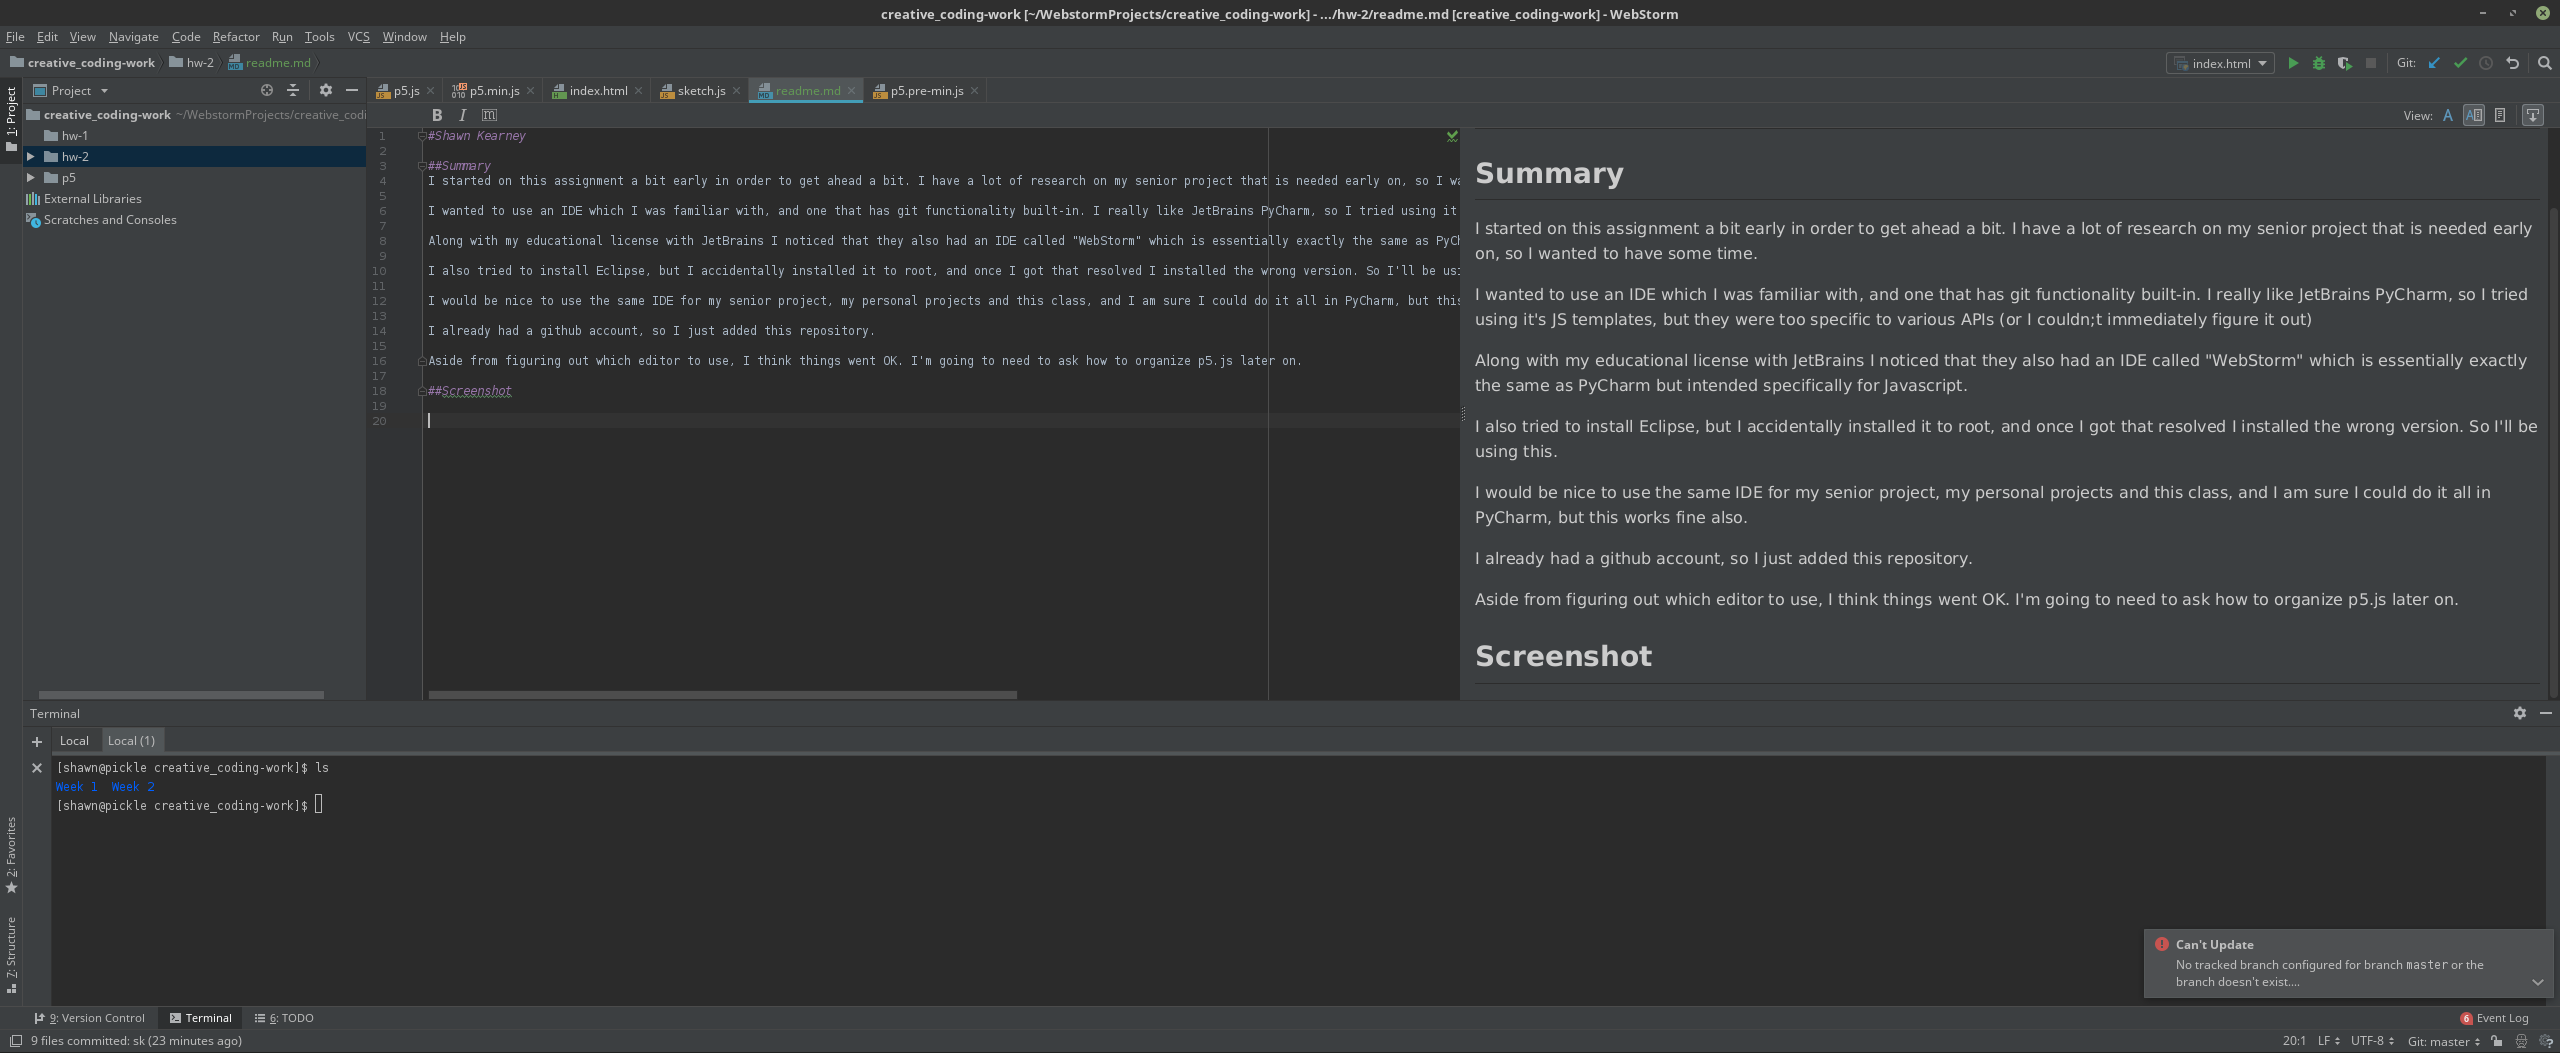 creative_coding-work [~/WebstormProjects/creative_coding-work] - .../hw-2/readme.md [creative_coding-work] - WebStorm
File Edit View Navigate Code Refactor Run Tools VCS Window Help
creative_coding-work hw-2 readme.md
index.html Git:
1: Project
Project
p5.js p5.min.js index.html sketch.js readme.md p5.pre-min.js
B I m
View:
creative_coding-work ~/WebstormProjects/creative_codi
hw-1
hw-2
p5
External Libraries
Scratches and Consoles
1 #Shawn Kearney
2
3 ##Summary
4 I started on this assignment a bit early in order to get ahead a bit. I have a lot of research on my senior project that is needed early on, so I wa
5
6 I wanted to use an IDE which I was familiar with, and one that has git functionality built-in. I really like JetBrains PyCharm, so I tried using it
7
8 Along with my educational license with JetBrains I noticed that they also had an IDE called "WebStorm" which is essentially exactly the same as PyCh
9
10 I also tried to install Eclipse, but I accidentally installed it to root, and once I got that resolved I installed the wrong version. So I'll be usi
11
12 I would be nice to use the same IDE for my senior project, my personal projects and this class, and I am sure I could do it all in PyCharm, but this
13
14 I already had a github account, so I just added this repository.
15
16 Aside from figuring out which editor to use, I think things went OK. I'm going to need to ask how to organize p5.js later on.
17
18 ##Screenshot
19
20
Summary
I started on this assignment a bit early in order to get ahead a bit. I have a lot of research on my senior project that is needed early
on, so I wanted to have some time.
I wanted to use an IDE which I was familiar with, and one that has git functionality built-in. I really like JetBrains PyCharm, so I tried
using it's JS templates, but they were too specific to various APIs (or I couldn;t immediately figure it out)
Along with my educational license with JetBrains I noticed that they also had an IDE called "WebStorm" which is essentially exactly
the same as PyCharm but intended specifically for Javascript.
I also tried to install Eclipse, but I accidentally installed it to root, and once I got that resolved I installed the wrong version. So I'll be
using this.
I would be nice to use the same IDE for my senior project, my personal projects and this class, and I am sure I could do it all in
PyCharm, but this works fine also.
I already had a github account, so I just added this repository.
Aside from figuring out which editor to use, I think things went OK. I'm going to need to ask how to organize p5.js later on.
Screenshot
Terminal
Local Local (1)
[shawn@pickle creative_coding-work]$ ls
Week 1 Week 2
[shawn@pickle creative_coding-work]$
2: Favorites
7: Structure
Can't Update
No tracked branch configured for branch master or the
branch doesn't exist....
9: Version Control Terminal 6: TODO
6 Event Log
9 files committed: sk (23 minutes ago)
20:1 LF UTF-8 Git: master